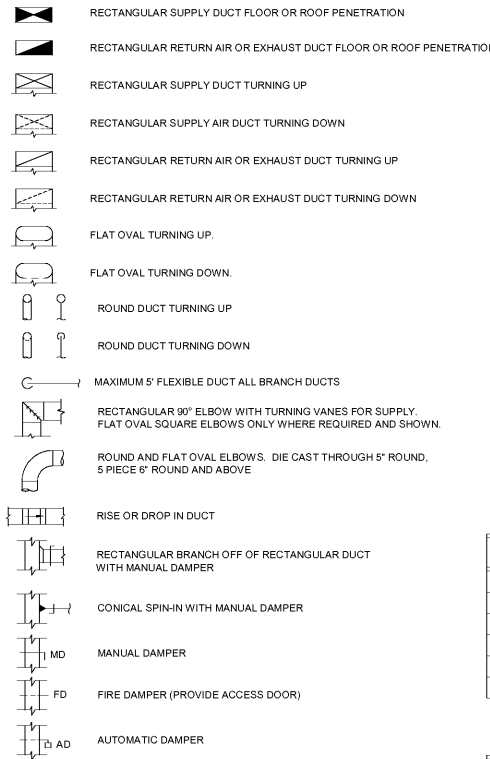 RECTANGULAR SUPPLY DUCT FLOOR OR ROOF PENETRATION
RECTANGULAR RETURN AIR OR EXHAUST DUCT FLOOR OR ROOF PENETRATIO
RECTANGULAR SUPPLY DUCT TURNING UP
RECTANGULAR SUPPLY AIR DUCT TURNING DOWN
RECTANGULAR RETURN AIR OR EXHAUST DUCT TURNING UP
RECTANGULAR RETURN AIR OR EXHAUST DUCT TURNING DOWN
FLAT OVAL TURNING UP.
FLAT OVAL TURNING DOWN.
ROUND DUCT TURNING UP
ROUND DUCT TURNING DOWN
MAXIMUM 5' FLEXIBLE DUCT ALL BRANCH DUCTS
RECTANGULAR 90° ELBOW WITH TURNING VANES FOR SUPPLY.
FLAT OVAL SQUARE ELBOWS ONLY WHERE REQUIRED AND SHOWN.
ROUND AND FLAT OVAL ELBOWS. DIE CAST THROUGH 5" ROUND,
5 PIECE 6" ROUND AND ABOVE
RISE OR DROP IN DUCT
RECTANGULAR BRANCH OFF OF RECTANGULAR DUCT
WITH MANUAL DAMPER
CONICAL SPIN-IN WITH MANUAL DAMPER
MD MANUAL DAMPER
FD FIRE DAMPER (PROVIDE ACCESS DOOR)
AD AUTOMATIC DAMPER